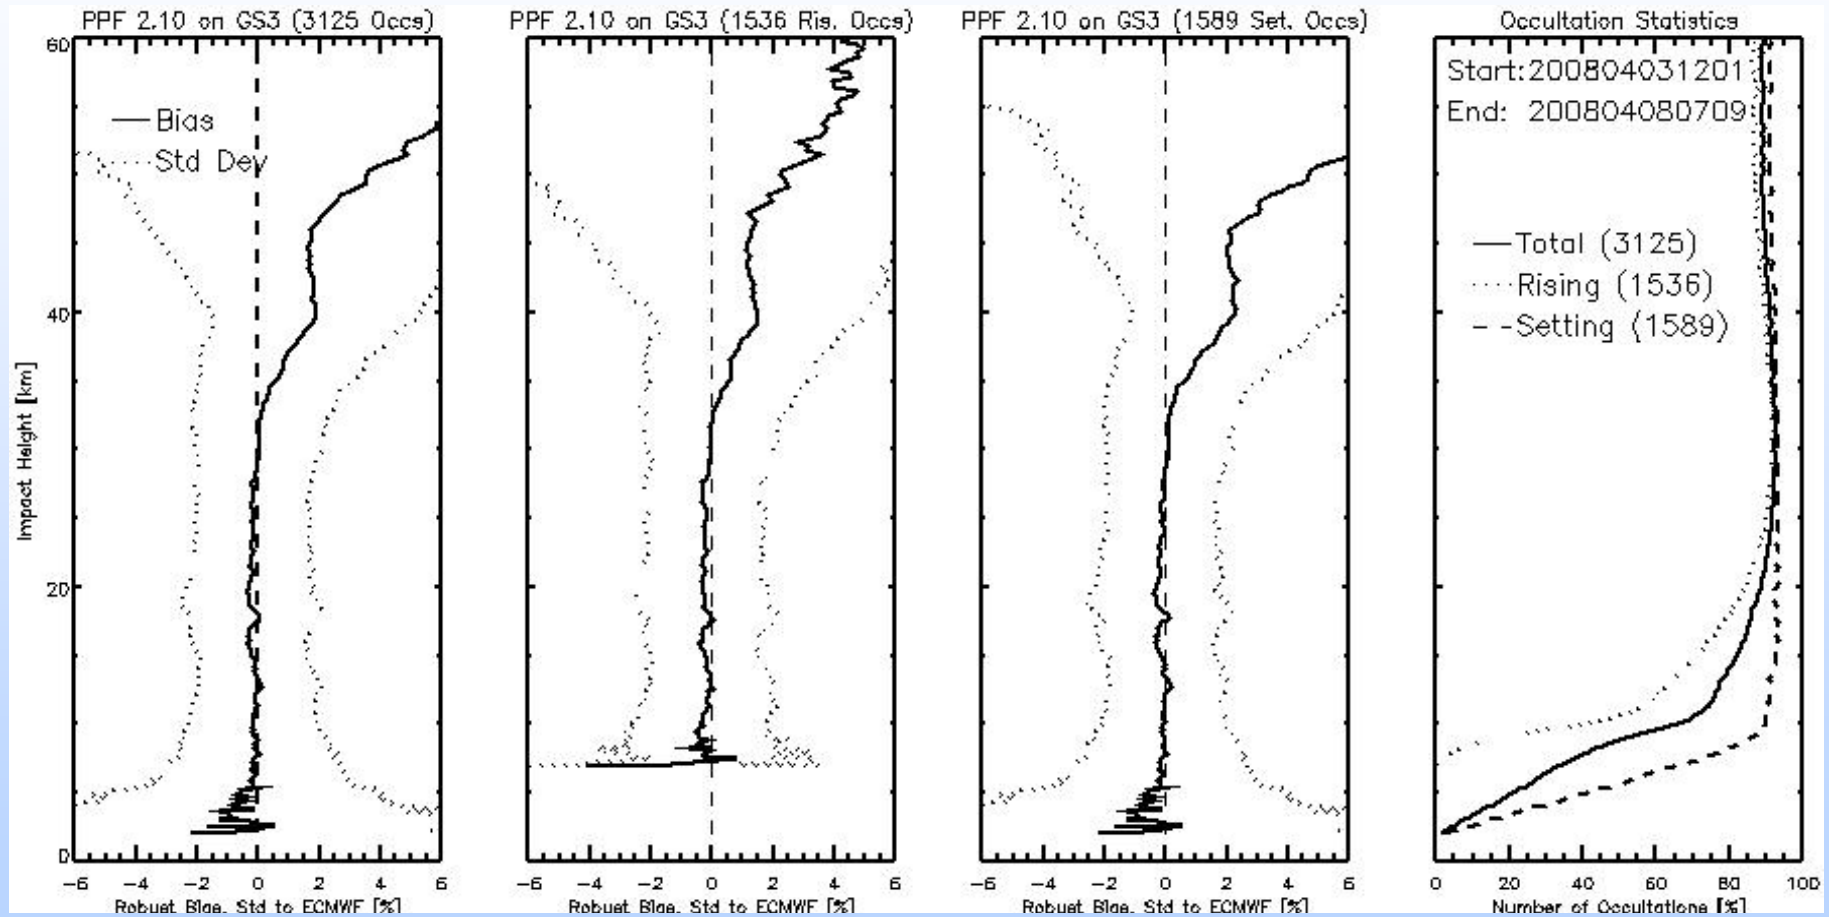 PPF 2.10 on GS3 (3125 Occs)
PPF 2.10 on GS3 (1536 Ris. Occs)
PPF 2.10 on GS3 (1589 Set. Occs)
Occultation Statistics
60
40
20
0
Impact Height [km]
Bias
Std Dev
Start:200804031201
End: 200804080709
Total (3125)
Rising (1536)
Setting (1589)
-6 -4 -2 0 2 4 6
-6 -4 -2 0 2 4 6
-6 -4 -2 0 2 4 6
0 20 40 60 80 100
Robust Bias, Std to ECMWF [%]
Robust Bias, Std to ECMWF [%]
Robust Bias, Std to ECMWF [%]
Number of Occultations [%]